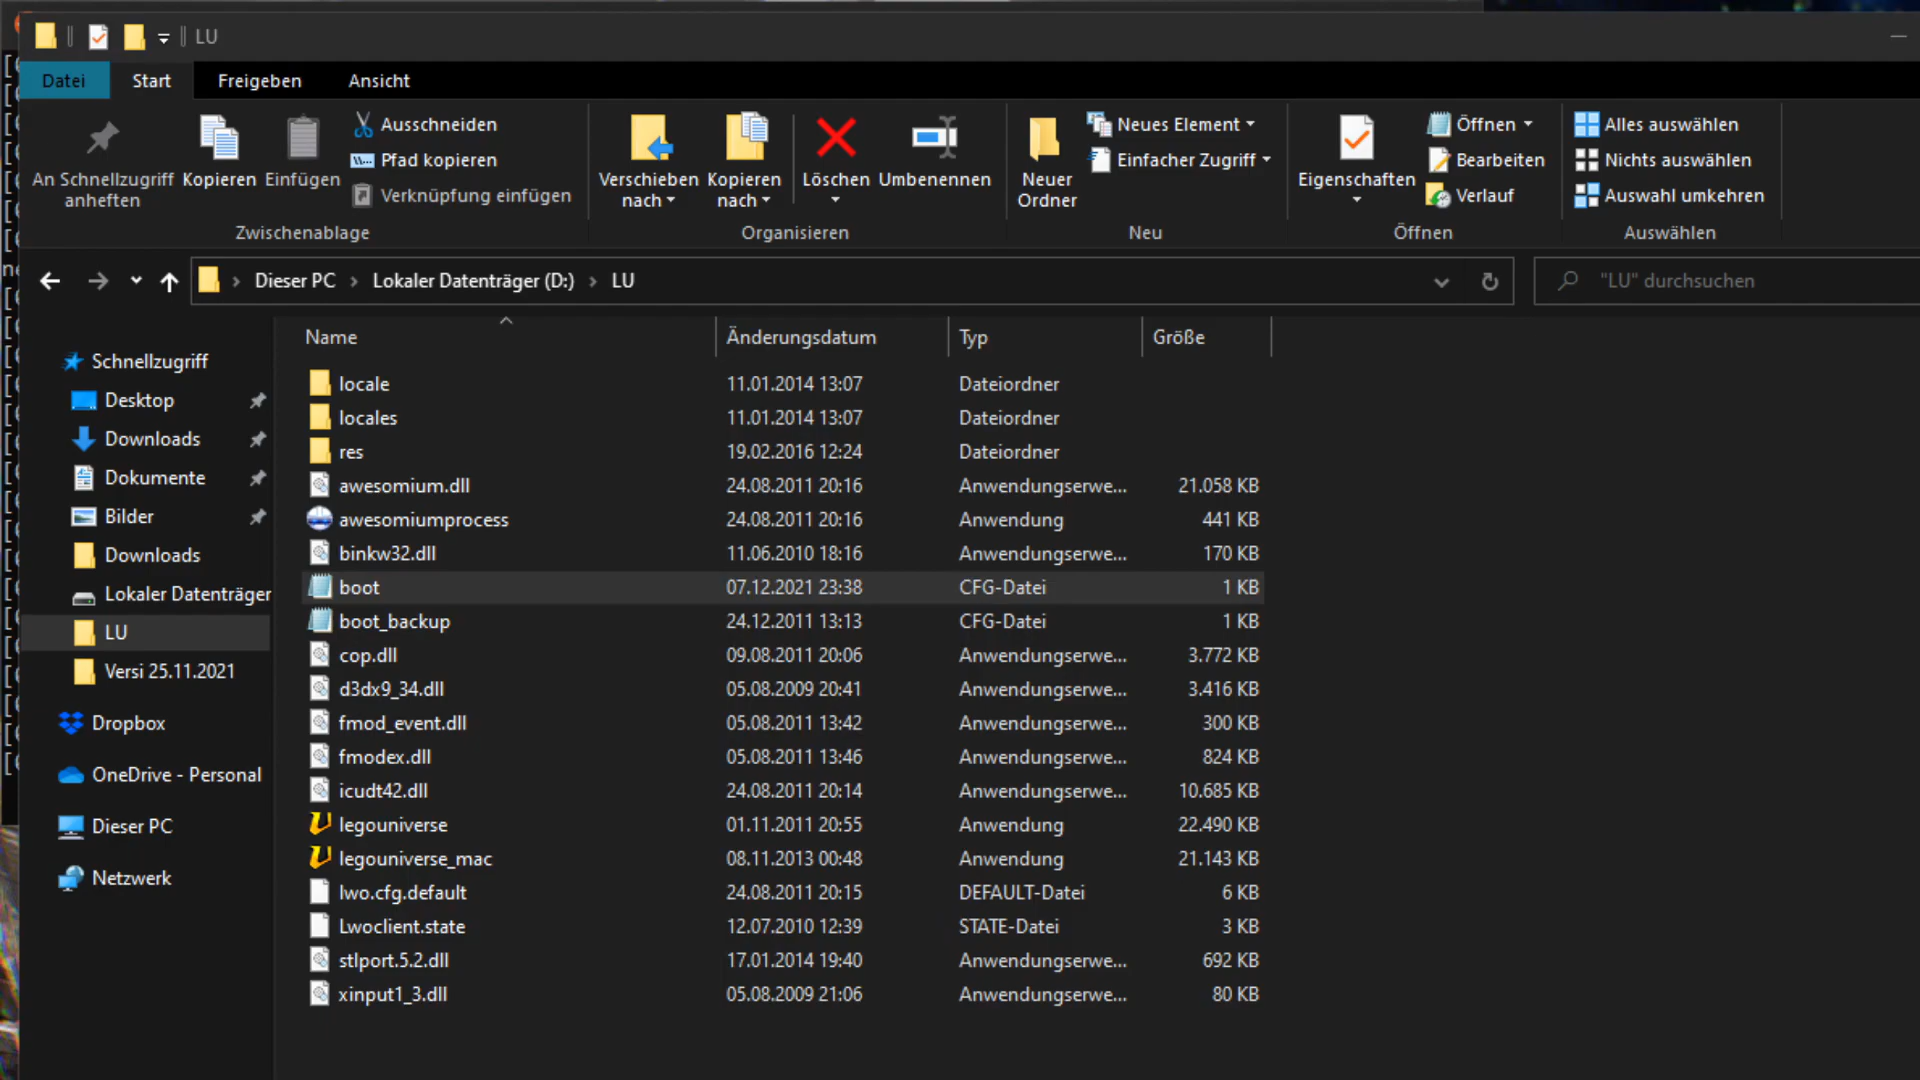 LU
Datei Start Freigeben Ansicht
An Schnellzugriff anheften
Kopieren
Einfügen
Ausschneiden
Pfad kopieren
Verknüpfung einfügen
Zwischenablage
Verschieben nach
Kopieren nach
Löschen
Umbenennen
Organisieren
Neuer Ordner
Neues Element
Einfacher Zugriff
Neu
Eigenschaften
Öffnen
Bearbeiten
Verlauf
Öffnen
Alles auswählen
Nichts auswählen
Auswahl umkehren
Auswählen
Dieser PC > Lokaler Datenträger (D:) > LU
"LU" durchsuchen
Schnellzugriff
Desktop
Downloads
Dokumente
Bilder
Downloads
Lokaler Datenträger
LU
Versi 25.11.2021
Dropbox
OneDrive - Personal
Dieser PC
Netzwerk
Name Änderungsdatum Typ Größe
locale 11.01.2014 13:07 Dateiordner
locales 11.01.2014 13:07 Dateiordner
res 19.02.2016 12:24 Dateiordner
awesomium.dll 24.08.2011 20:16 Anwendungserwe... 21.058 KB
awesomiumprocess 24.08.2011 20:16 Anwendung 441 KB
binkw32.dll 11.06.2010 18:16 Anwendungserwe... 170 KB
boot 07.12.2021 23:38 CFG-Datei 1 KB
boot_backup 24.12.2011 13:13 CFG-Datei 1 KB
cop.dll 09.08.2011 20:06 Anwendungserwe... 3.772 KB
d3dx9_34.dll 05.08.2009 20:41 Anwendungserwe... 3.416 KB
fmod_event.dll 05.08.2011 13:42 Anwendungserwe... 300 KB
fmodex.dll 05.08.2011 13:46 Anwendungserwe... 824 KB
icudt42.dll 24.08.2011 20:14 Anwendungserwe... 10.685 KB
legouniverse 01.11.2011 20:55 Anwendung 22.490 KB
legouniverse_mac 08.11.2013 00:48 Anwendung 21.143 KB
lwo.cfg.default 24.08.2011 20:15 DEFAULT-Datei 6 KB
Lwoclient.state 12.07.2010 12:39 STATE-Datei 3 KB
stlport.5.2.dll 17.01.2014 19:40 Anwendungserwe... 692 KB
xinput1_3.dll 05.08.2009 21:06 Anwendungserwe... 80 KB